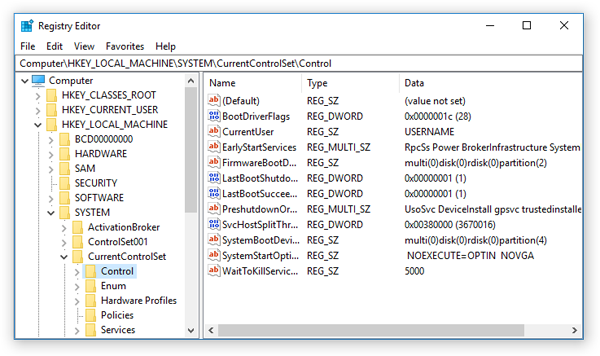 Registry Editor
File Edit View Favorites Help
Computer\HKEY_LOCAL_MACHINE\SYSTEM\CurrentControlSet\Control
Computer
HKEY_CLASSES_ROOT
HKEY_CURRENT_USER
HKEY_LOCAL_MACHINE
BCD00000000
HARDWARE
SAM
SECURITY
SOFTWARE
SYSTEM
ActivationBroker
ControlSet001
CurrentControlSet
Control
Enum
Hardware Profiles
Policies
Services
Name Type Data
(Default) REG_SZ (value not set)
BootDriverFlags REG_DWORD 0x0000001c (28)
CurrentUser REG_SZ USERNAME
EarlyStartServices REG_MULTI_SZ RpcSs Power BrokerInfrastructure System
FirmwareBootD... REG_SZ multi(0)disk(0)rdisk(0)partition(2)
LastBootShutdo... REG_DWORD 0x00000001 (1)
LastBootSuccee... REG_DWORD 0x00000001 (1)
PreshutdownOr... REG_MULTI_SZ UsoSvc DeviceInstall gpsvc trustedinstalle
SvcHostSplitThr... REG_DWORD 0x00380000 (3670016)
SystemBootDevi... REG_SZ multi(0)disk(0)rdisk(0)partition(4)
SystemStartOpti... REG_SZ NOEXECUTE=OPTIN NOVGA
WaitToKillServic... REG_SZ 5000